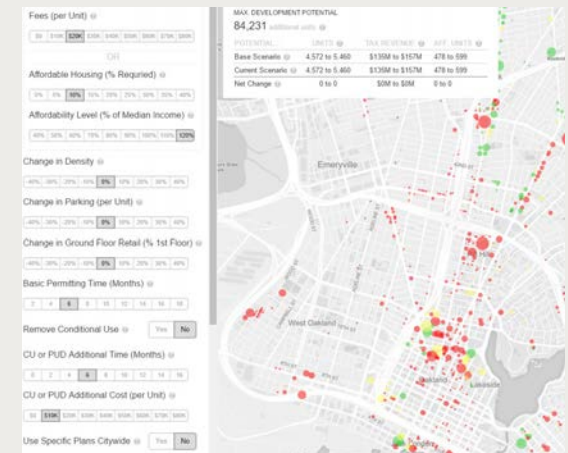 Fees (per Unit)
$0 $10K $20K $30K $40K $50K $60K $70K $80K
OR
Affordable Housing (% Requried)
0% 5% 10% 15% 20% 25% 30% 35% 40%
Affordability Level (% of Median Income)
40% 50% 60% 70% 80% 90% 100% 110% 120%
Change in Density
-40% -30% -20% -10% 0% 10% 20% 30% 40%
Change in Parking (per Unit)
-40% -30% -20% -10% 0% 10% 20% 30% 40%
Change in Ground Floor Retail (% 1st Floor)
-40% -30% -20% -10% 0% 10% 20% 30% 40%
Basic Permitting Time (Months)
2 4 6 8 10 12 14 16 18
Remove Conditional Use Yes No
CU or PUD Additional Time (Months)
0 2 4 6 8 10 12 14 16
CU or PUD Additional Cost (per Unit)
$0 $10K $20K $30K $40K $50K $60K $70K $80K
Use Specific Plans Citywide Yes No
MAX. DEVELOPMENT POTENTIAL
84,231 additional units
POTENTIAL... UNITS TAX REVENUE AFF. UNITS
Base Scenario 4,572 to 5,460 $135M to $157M 478 to 599
Current Scenario 4,572 to 5,460 $135M to $157M 478 to 599
Net Change 0 to 0 $0M to $0M 0 to 0
Emeryville
West Oakland
Oakland
Lakeside